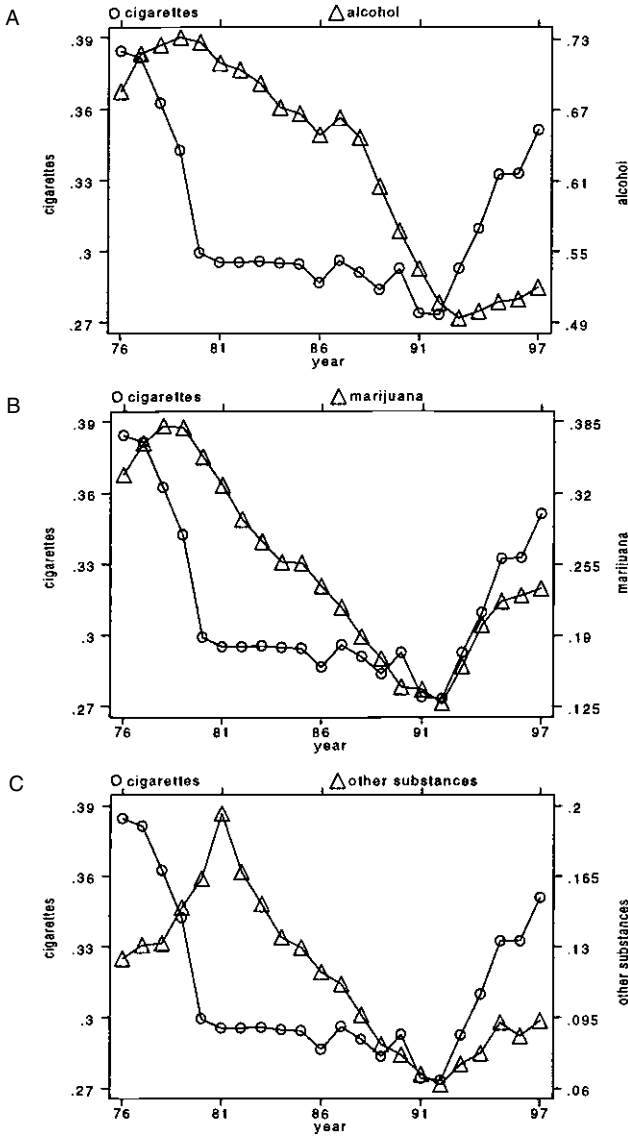 A
cigarettes alcohol
.39 .73
.36 .67
cigarettes
.33 .61
alcohol
.3 .55
.27 .49
76 81 86 91 97
year
B
cigarettes marijuana
.39 .385
.36 .32
cigarettes
.33 .255
marijuana
.3 .19
.27 .125
76 81 86 91 97
year
C
cigarettes other substances
.39 .2
.36 .165
cigarettes
.33 .13
other substances
.3 .095
.27 .06
76 81 86 91 97
year